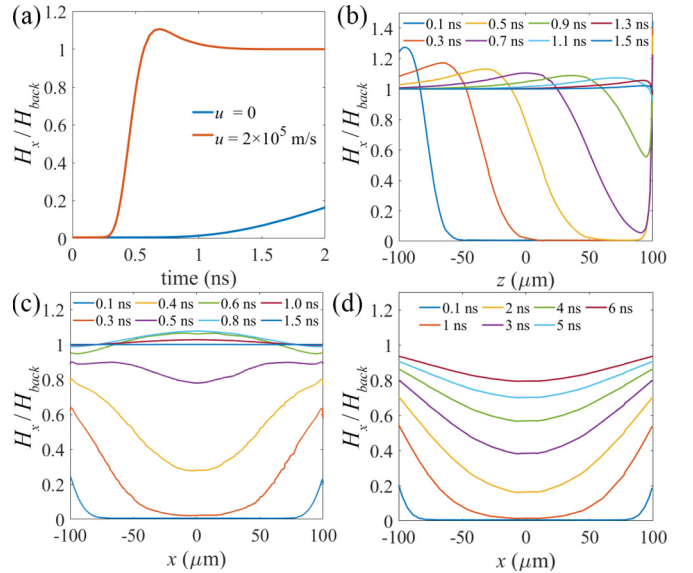 (a)
H_x / H_back
1.2
1
0.8
0.6
0.4
0.2
0
u = 0
u = 2×10⁵ m/s
0 0.5 1 1.5 2
time (ns)
(b)
H_x / H_back
1.4
1.2
1
0.8
0.6
0.4
0.2
0
0.1 ns 0.5 ns 0.9 ns 1.3 ns
0.3 ns 0.7 ns 1.1 ns 1.5 ns
-100 -50 0 50 100
z (μm)
(c)
H_x / H_back
1.2
1
0.8
0.6
0.4
0.2
0
0.1 ns 0.4 ns 0.6 ns 1.0 ns
0.3 ns 0.5 ns 0.8 ns 1.5 ns
-100 -50 0 50 100
x (μm)
(d)
H_x / H_back
1.2
1
0.8
0.6
0.4
0.2
0
0.1 ns 2 ns 4 ns 6 ns
1 ns 3 ns 5 ns
-100 -50 0 50 100
x (μm)